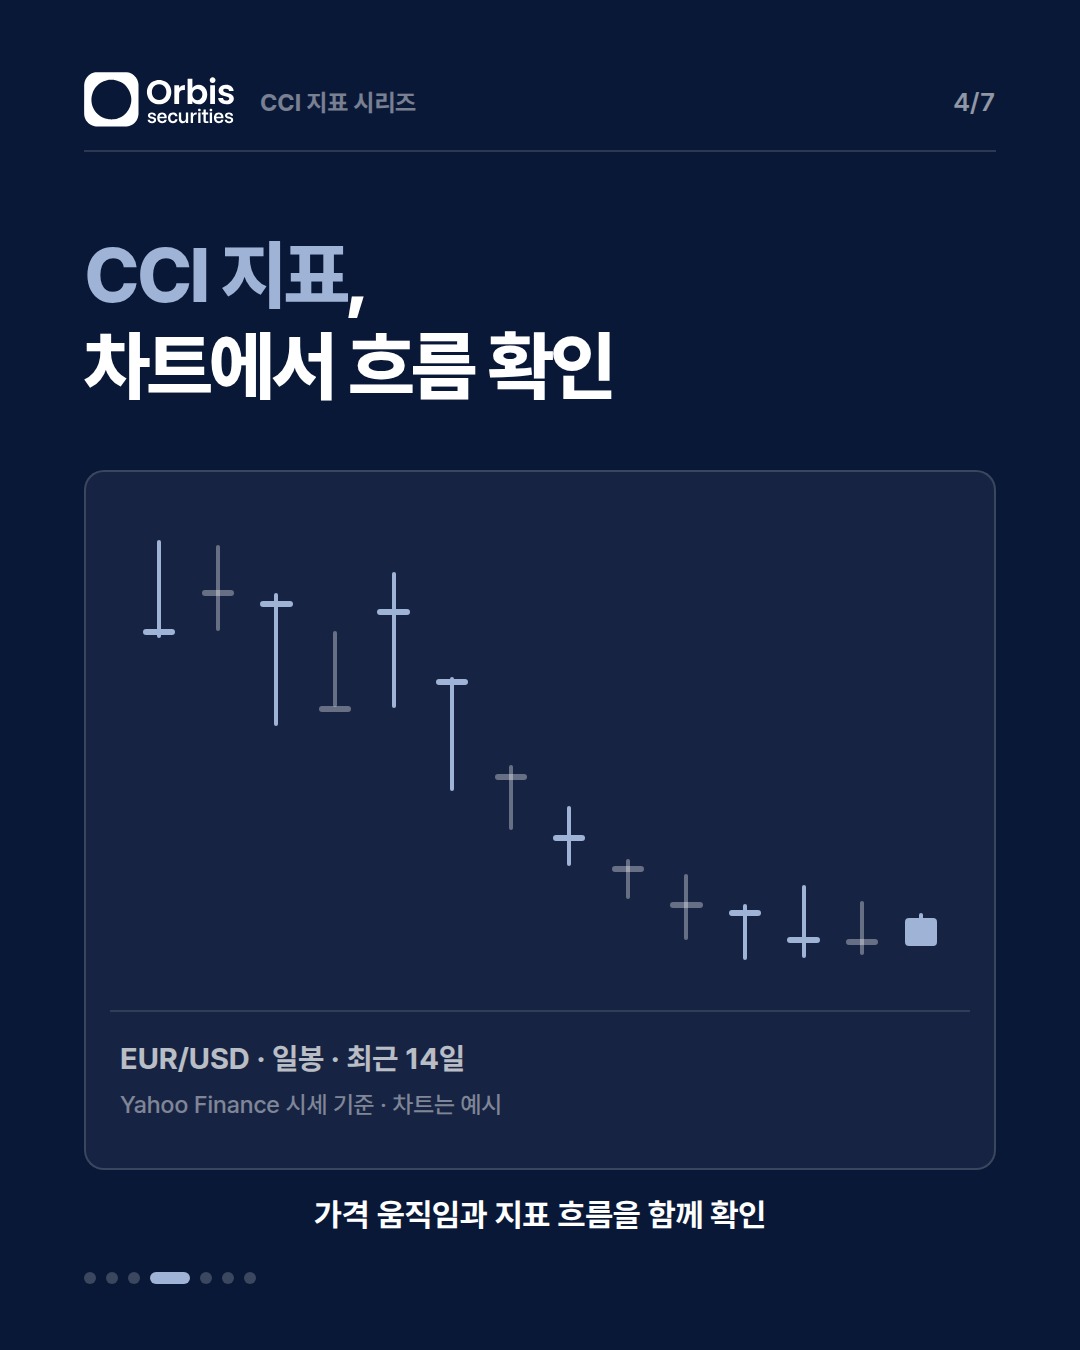 Orbis
securities
CCI 지표 시리즈
4/7
CCI 지표,
차트에서 흐름 확인
EUR/USD · 일봉 · 최근 14일
Yahoo Finance 시세 기준 · 차트는 예시
가격 움직임과 지표 흐름을 함께 확인